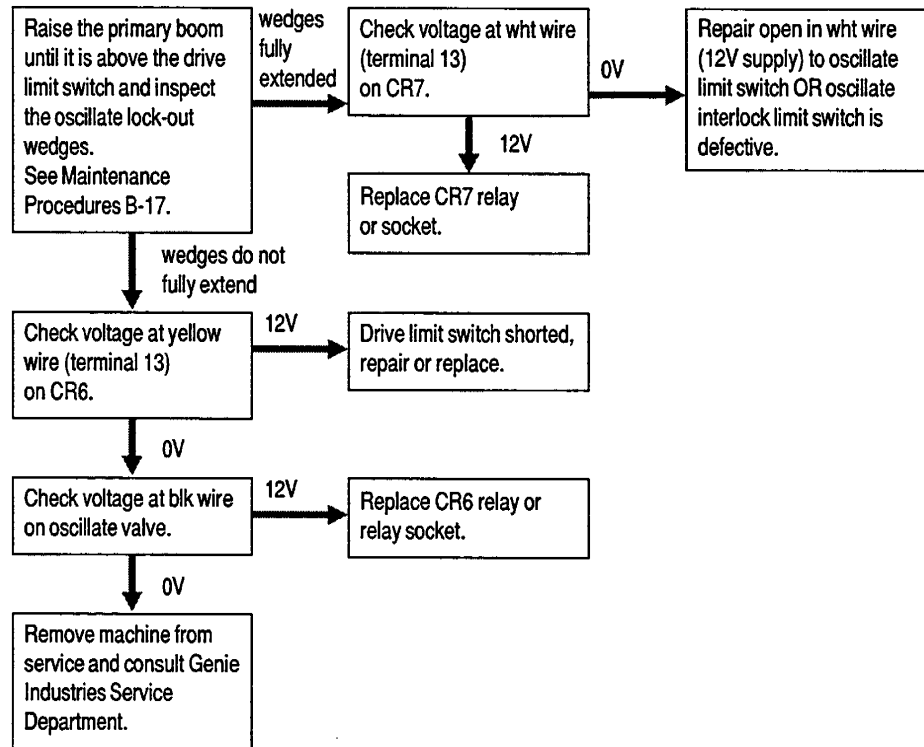 Raise the primary boom
until it is above the drive
limit switch and inspect
the oscillate lock-out
wedges.
See Maintenance
Procedures B-17.
wedges
fully
extended
Check voltage at wht wire
(terminal 13)
on CR7.
0V
Repair open in wht wire
(12V supply) to oscillate
limit switch OR oscillate
interlock limit switch is
defective.
12V
Replace CR7 relay
or socket.
wedges do not
fully extend
Check voltage at yellow
wire (terminal 13)
on CR6.
12V
Drive limit switch shorted,
repair or replace.
0V
Check voltage at blk wire
on oscillate valve.
12V
Replace CR6 relay or
relay socket.
0V
Remove machine from
service and consult Genie
Industries Service
Department.